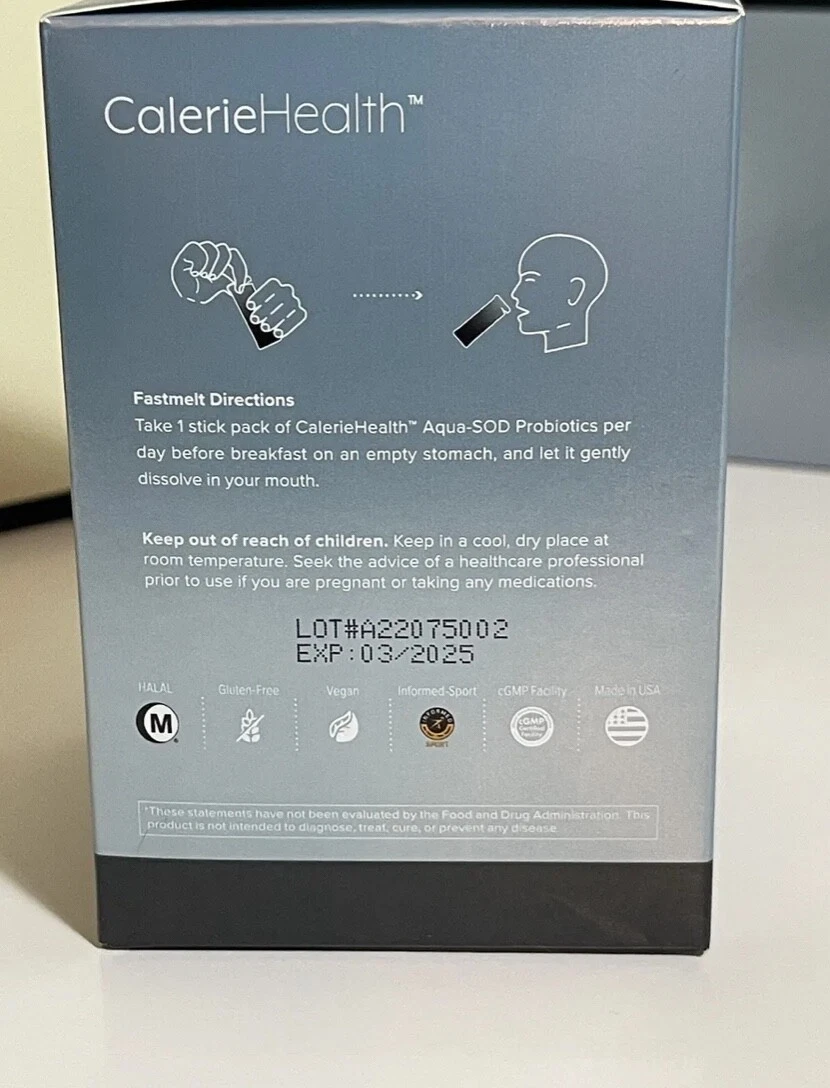 CalerieHealth™
Fastmelt Directions
Take 1 stick pack of CalerieHealth™ Aqua-SOD Probiotics per
day before breakfast on an empty stomach, and let it gently
dissolve in your mouth.
Keep out of reach of children. Keep in a cool, dry place at
room temperature. Seek the advice of a healthcare professional
prior to use if you are pregnant or taking any medications.
LOT#A22075002
EXP:03/2025
HALAL Gluten-Free Vegan Informed-Sport cGMP Facility Made in USA
M
INFORMED
SPORT
cGMP
Certified
Facility
*These statements have not been evaluated by the Food and Drug Administration. This
product is not intended to diagnose, treat, cure, or prevent any disease.